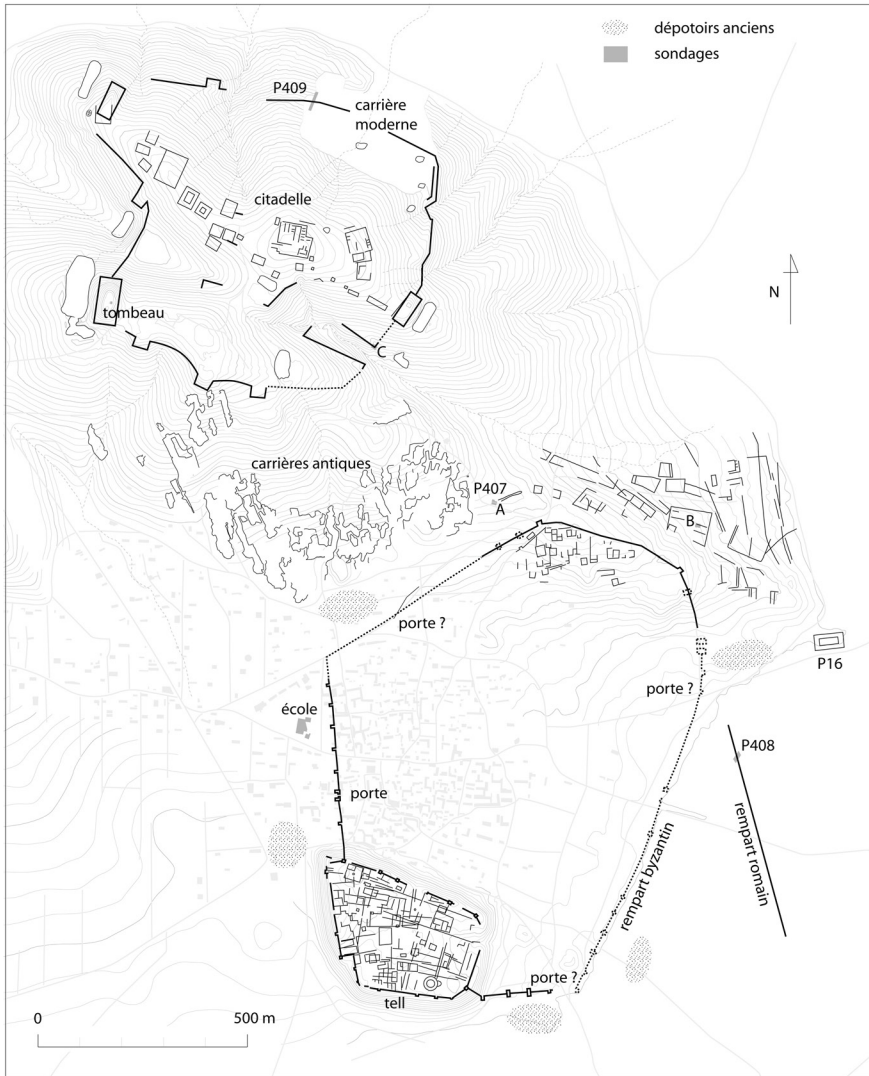 dépotoirs anciens
sondages
P409
carrière
moderne
citadelle
N
tombeau
C
carrières antiques
P407
A
B
porte ?
P16
porte ?
école
P408
porte
rempart byzantin
rempart romain
porte ?
tell
0
500 m